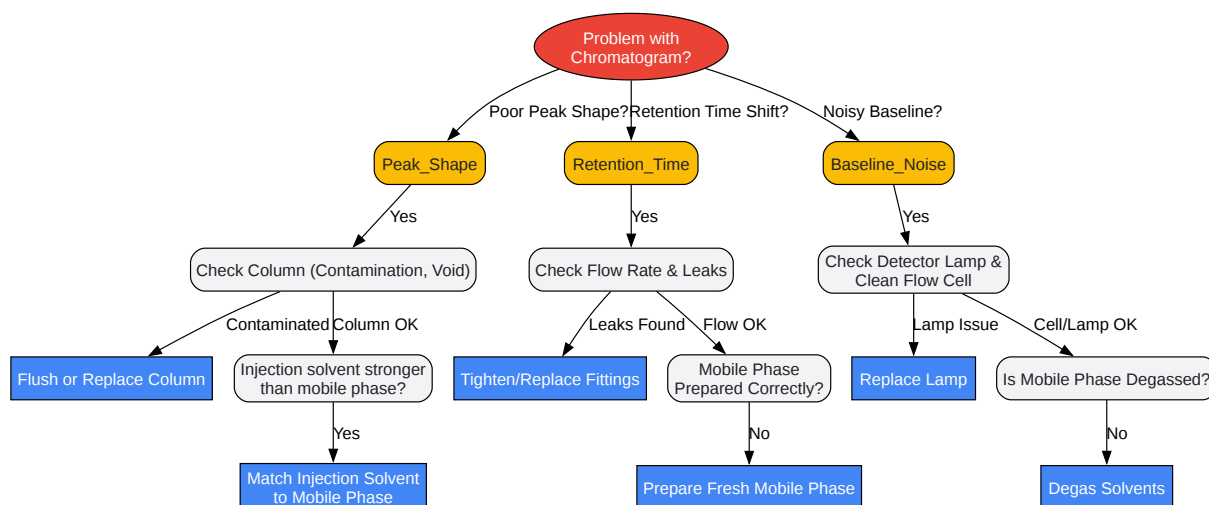 Problem with
Chromatogram?
Poor Peak Shape?
Retention Time Shift?
Noisy Baseline?
Peak_Shape
Retention_Time
Baseline_Noise
Yes
Yes
Yes
Check Column (Contamination, Void)
Check Flow Rate & Leaks
Check Detector Lamp &
Clean Flow Cell
Contaminated
Column OK
Leaks Found
Flow OK
Lamp Issue
Cell/Lamp OK
Flush or Replace Column
Injection solvent stronger
than mobile phase?
Tighten/Replace Fittings
Mobile Phase
Prepared Correctly?
Replace Lamp
Is Mobile Phase Degassed?
Yes
No
No
Match Injection Solvent
to Mobile Phase
Prepare Fresh Mobile Phase
Degas Solvents